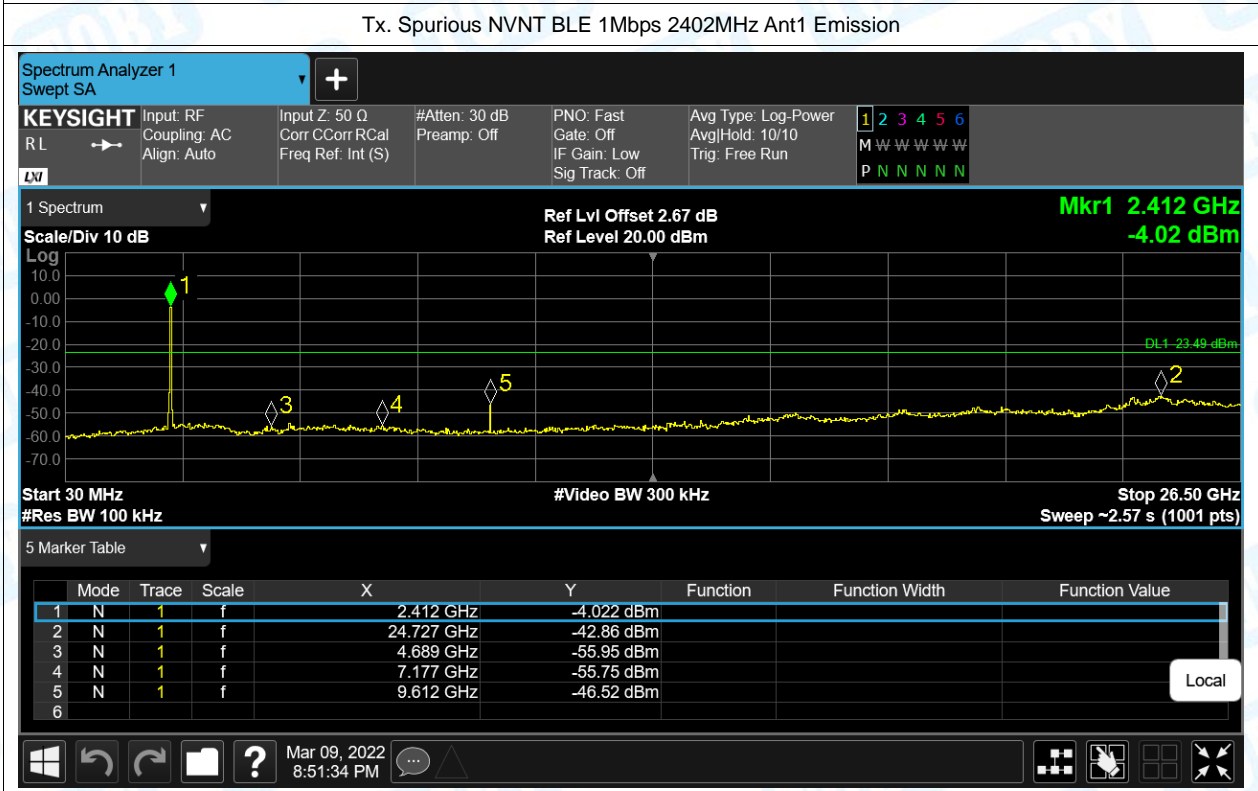 Tx. Spurious NVNT BLE 1Mbps 2402MHz Ant1 Emission
Spectrum Analyzer 1
Swept SA
+
KEYSIGHT
R L
LXI
Input: RF
Coupling: AC
Align: Auto
Input Z: 50 Ω
Corr CCorr RCal
Freq Ref: Int (S)
#Atten: 30 dB
Preamp: Off
PNO: Fast
Gate: Off
IF Gain: Low
Sig Track: Off
Avg Type: Log-Power
Avg|Hold: 10/10
Trig: Free Run
1 2 3 4 5 6
M W W W W W
P N N N N N
1 Spectrum
Scale/Div 10 dB
Log
Ref Lvl Offset 2.67 dB
Ref Level 20.00 dBm
Mkr1 2.412 GHz
-4.02 dBm
10.0
0.00
-10.0
-20.0
-30.0
-40.0
-50.0
-60.0
-70.0
1
DL1 -23.49 dBm
2
3
4
5
Start 30 MHz
#Res BW 100 kHz
#Video BW 300 kHz
Stop 26.50 GHz
Sweep ~2.57 s (1001 pts)
5 Marker Table
Mode Trace Scale X Y Function Function Width Function Value
1 N 1 f 2.412 GHz -4.022 dBm
2 N 1 f 24.727 GHz -42.86 dBm
3 N 1 f 4.689 GHz -55.95 dBm
4 N 1 f 7.177 GHz -55.75 dBm
5 N 1 f 9.612 GHz -46.52 dBm
6
Local
?
Mar 09, 2022
8:51:34 PM